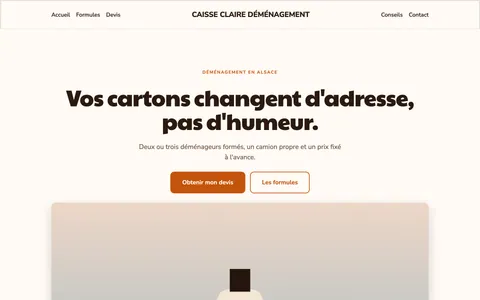 Accueil Formules Devis CAISSE CLAIRE DÉMÉNAGEMENT Conseils Contact
DÉMÉNAGEMENT EN ALSACE
Vos cartons changent d'adresse,
pas d'humeur.
Deux ou trois déménageurs formés, un camion propre et un prix fixé
à l'avance.
Obtenir mon devis Les formules